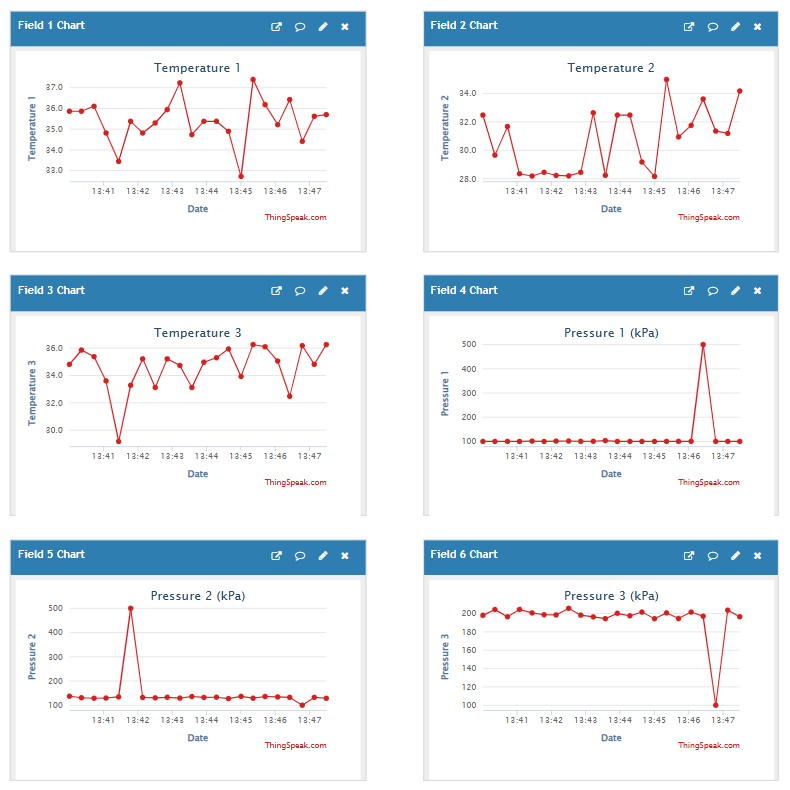 Field 1 Chart
Temperature 1
37.0
36.0
35.0
34.0
33.0
Temperature 1
13:41 13:42 13:43 13:44 13:45 13:46 13:47
Date
ThingSpeak.com
Field 2 Chart
Temperature 2
34.0
32.0
30.0
28.0
Temperature 2
13:41 13:42 13:43 13:44 13:45 13:46 13:47
Date
ThingSpeak.com
Field 3 Chart
Temperature 3
36.0
34.0
32.0
30.0
Temperature 3
13:41 13:42 13:43 13:44 13:45 13:46 13:47
Date
ThingSpeak.com
Field 4 Chart
Pressure 1 (kPa)
500
400
300
200
100
Pressure 1
13:41 13:42 13:43 13:44 13:45 13:46 13:47
Date
ThingSpeak.com
Field 5 Chart
Pressure 2 (kPa)
500
400
300
200
100
Pressure 2
13:41 13:42 13:43 13:44 13:45 13:46 13:47
Date
ThingSpeak.com
Field 6 Chart
Pressure 3 (kPa)
200
180
160
140
120
100
Pressure 3
13:41 13:42 13:43 13:44 13:45 13:46 13:47
Date
ThingSpeak.com